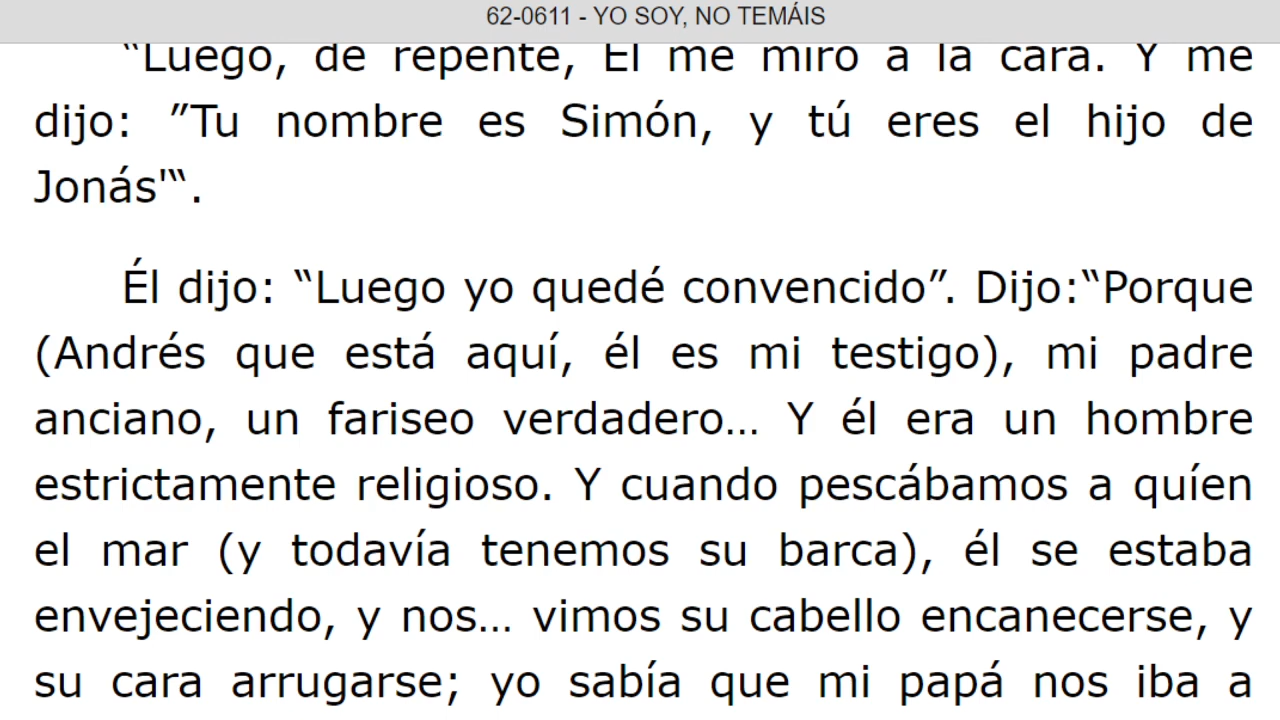 62-0611 - YO SOY, NO TEMÁIS
“Luego, de repente, Él me miró a la cara. Y me
dijo: ”Tu nombre es Simón, y tú eres el hijo de
Jonás'“.
Él dijo: “Luego yo quedé convencido”. Dijo:“Porque
(Andrés que está aquí, él es mi testigo), mi padre
anciano, un fariseo verdadero… Y él era un hombre
estrictamente religioso. Y cuando pescábamos a quíen
el mar (y todavía tenemos su barca), él se estaba
envejeciendo, y nos… vimos su cabello encanecerse, y
su cara arrugarse; yo sabía que mi papá nos iba a